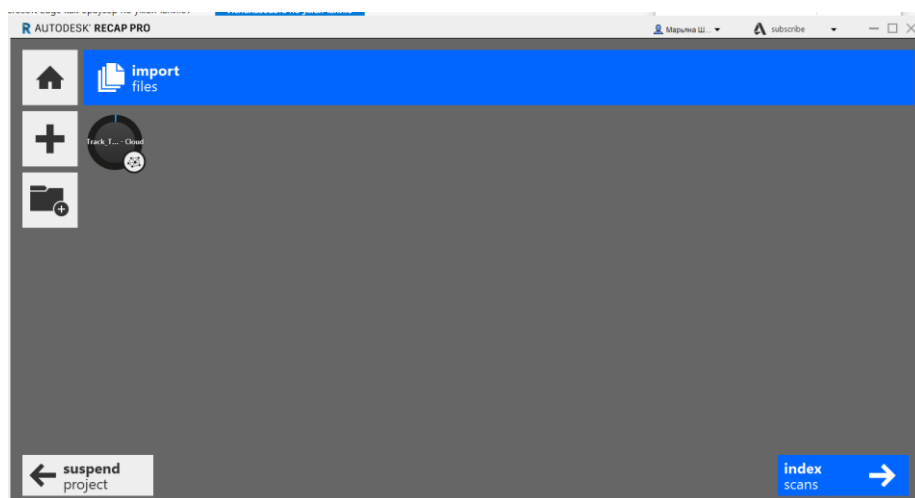 AUTODESK® RECAP PRO
Марьяна Ш...
subscribe
import
files
Track_T... - Cloud
suspend
project
index
scans